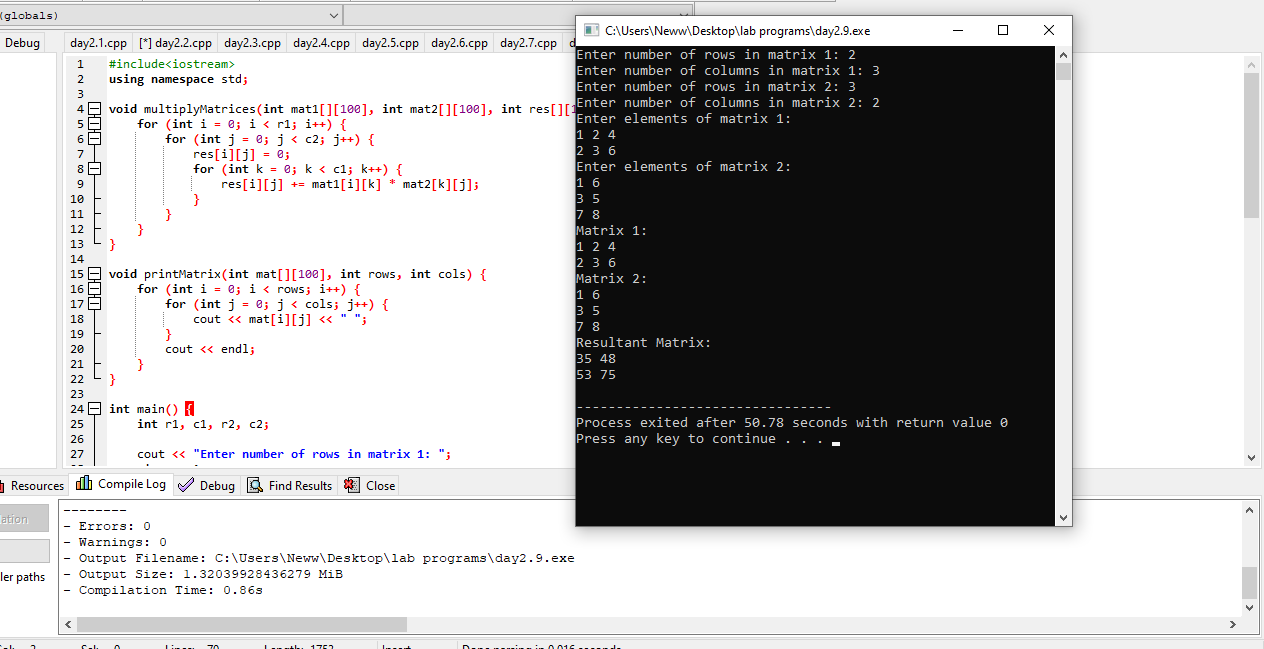 (globals)
Debug
day2.1.cpp [*] day2.2.cpp day2.3.cpp day2.4.cpp day2.5.cpp day2.6.cpp day2.7.cpp
1 #include<iostream>
2 using namespace std;
3
4 void multiplyMatrices(int mat1[][100], int mat2[][100], int res[][1
5 for (int i = 0; i < r1; i++) {
6 for (int j = 0; j < c2; j++) {
7 res[i][j] = 0;
8 for (int k = 0; k < c1; k++) {
9 res[i][j] += mat1[i][k] * mat2[k][j];
10 }
11 }
12 }
13 }
14
15 void printMatrix(int mat[][100], int rows, int cols) {
16 for (int i = 0; i < rows; i++) {
17 for (int j = 0; j < cols; j++) {
18 cout << mat[i][j] << " ";
19 }
20 cout << endl;
21 }
22 }
23
24 int main() {
25 int r1, c1, r2, c2;
26
27 cout << "Enter number of rows in matrix 1: ";
C:\Users\Neww\Desktop\lab programs\day2.9.exe
Enter number of rows in matrix 1: 2
Enter number of columns in matrix 1: 3
Enter number of rows in matrix 2: 3
Enter number of columns in matrix 2: 2
Enter elements of matrix 1:
1 2 4
2 3 6
Enter elements of matrix 2:
1 6
3 5
7 8
Matrix 1:
1 2 4
2 3 6
Matrix 2:
1 6
3 5
7 8
Resultant Matrix:
35 48
53 75
--------------------------------
Process exited after 50.78 seconds with return value 0
Press any key to continue . . .
Resources Compile Log Debug Find Results Close
ation
ler paths
--------
- Errors: 0
- Warnings: 0
- Output Filename: C:\Users\Neww\Desktop\lab programs\day2.9.exe
- Output Size: 1.32039928436279 MiB
- Compilation Time: 0.86s
Lines: 70 Length: 1753 Insert Done parsing in 0.016 seconds